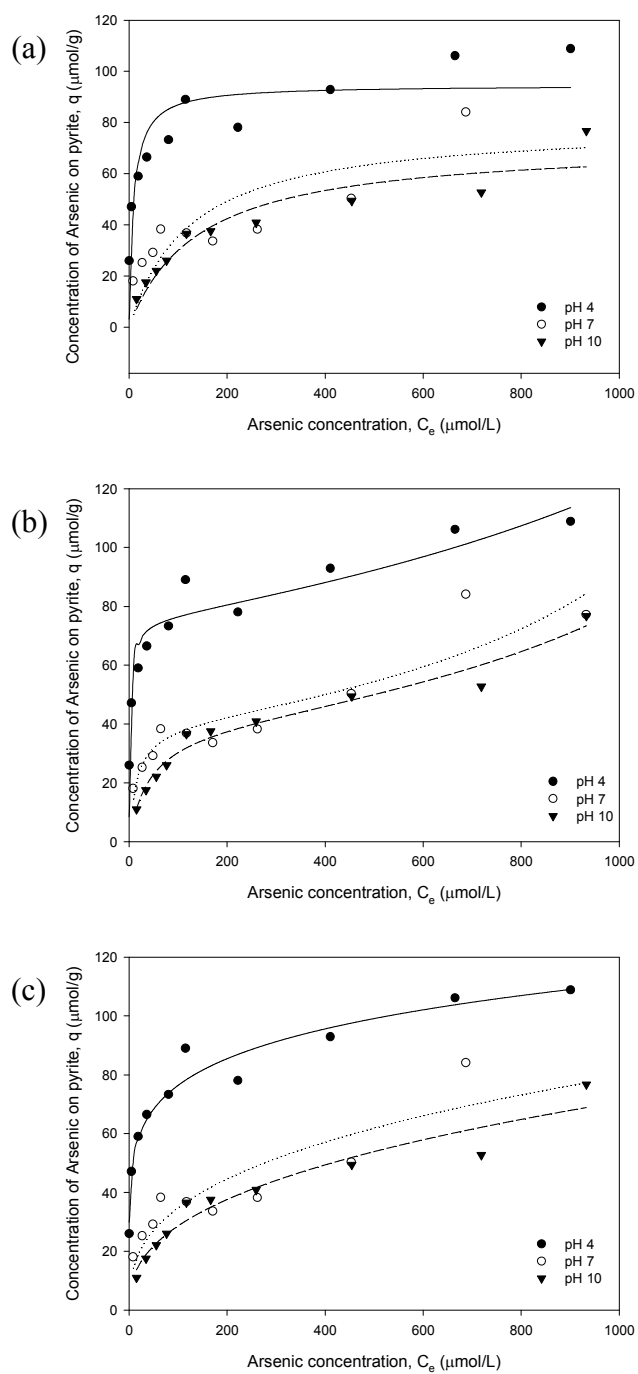 (a)
Concentration of Arsenic on pyrite, q (μmol/g)
120
100
80
60
40
20
0
pH 4
pH 7
pH 10
0 200 400 600 800 1000
Arsenic concentration, Ce (μmol/L)
(b)
Concentration of Arsenic on pyrite, q (μmol/g)
120
100
80
60
40
20
0
pH 4
pH 7
pH 10
0 200 400 600 800 1000
Arsenic concentration, Ce (μmol/L)
(c)
Concentration of Arsenic on pyrite, q (μmol/g)
120
100
80
60
40
20
0
pH 4
pH 7
pH 10
0 200 400 600 800 1000
Arsenic concentration, Ce (μmol/L)